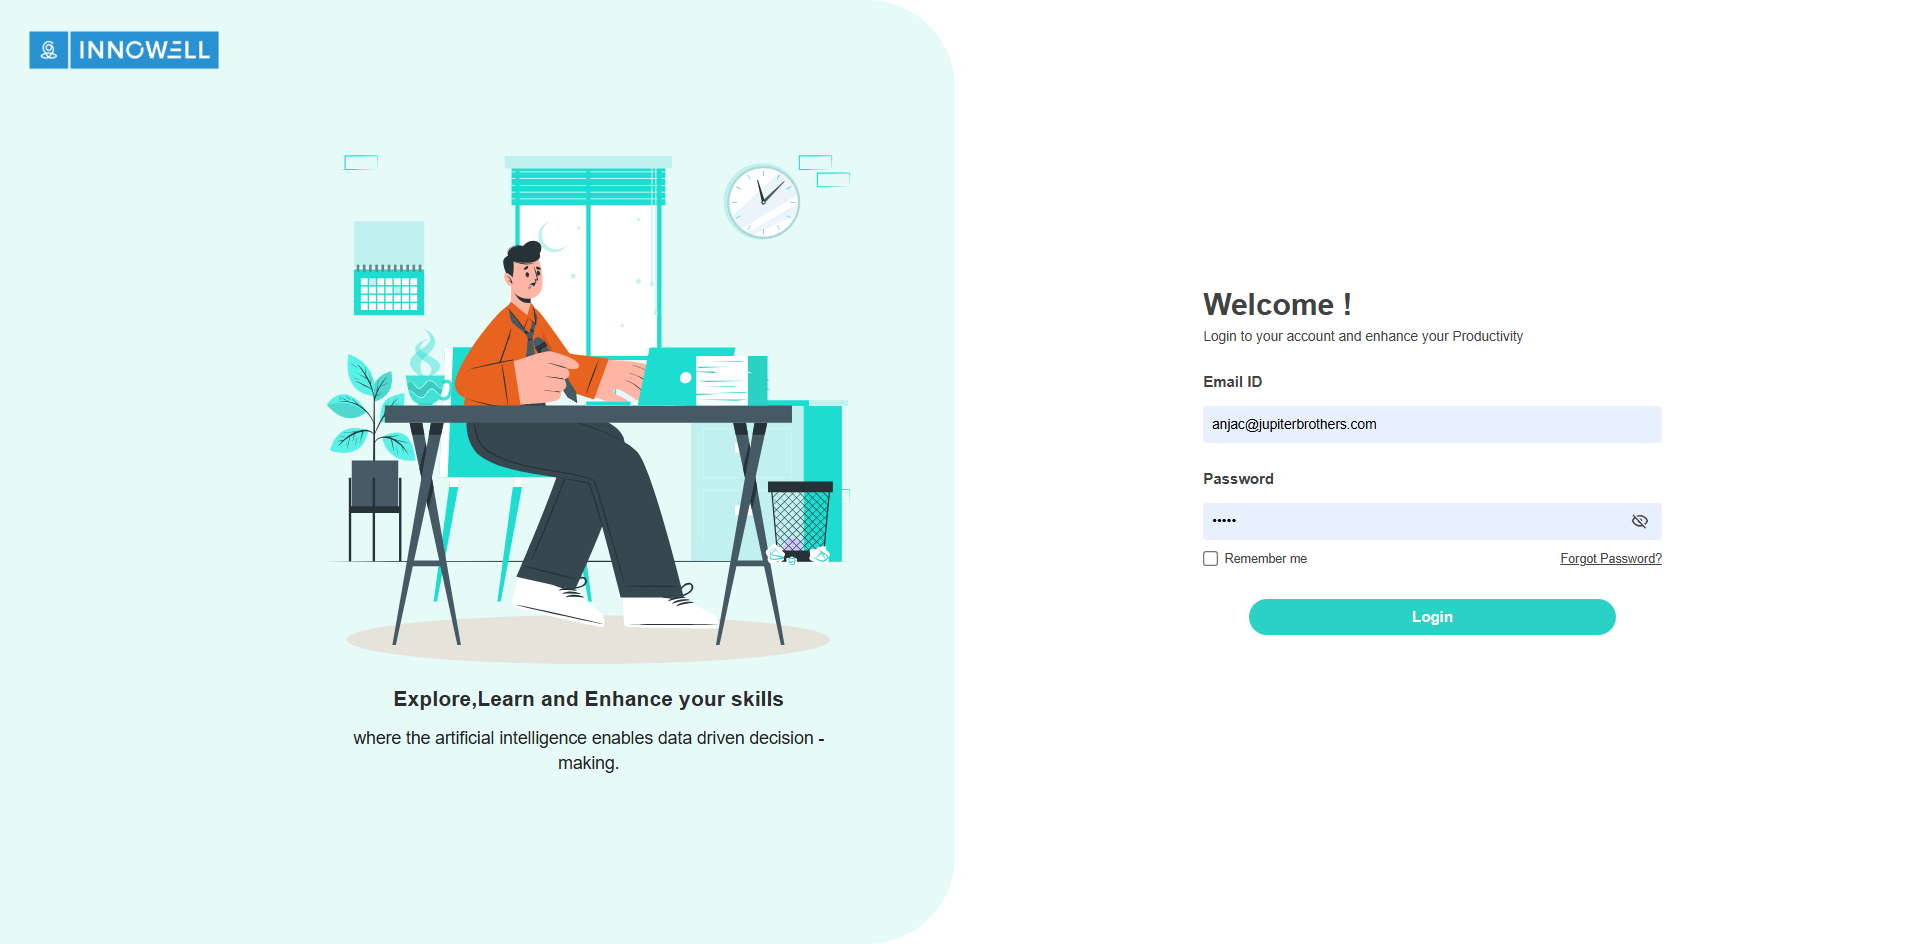 INNOWELL
Explore,Learn and Enhance your skills
where the artificial intelligence enables data driven decision -
making.
Welcome !
Login to your account and enhance your Productivity
Email ID
anjac@jupiterbrothers.com
Password
•••••
Remember me
Forgot Password?
Login